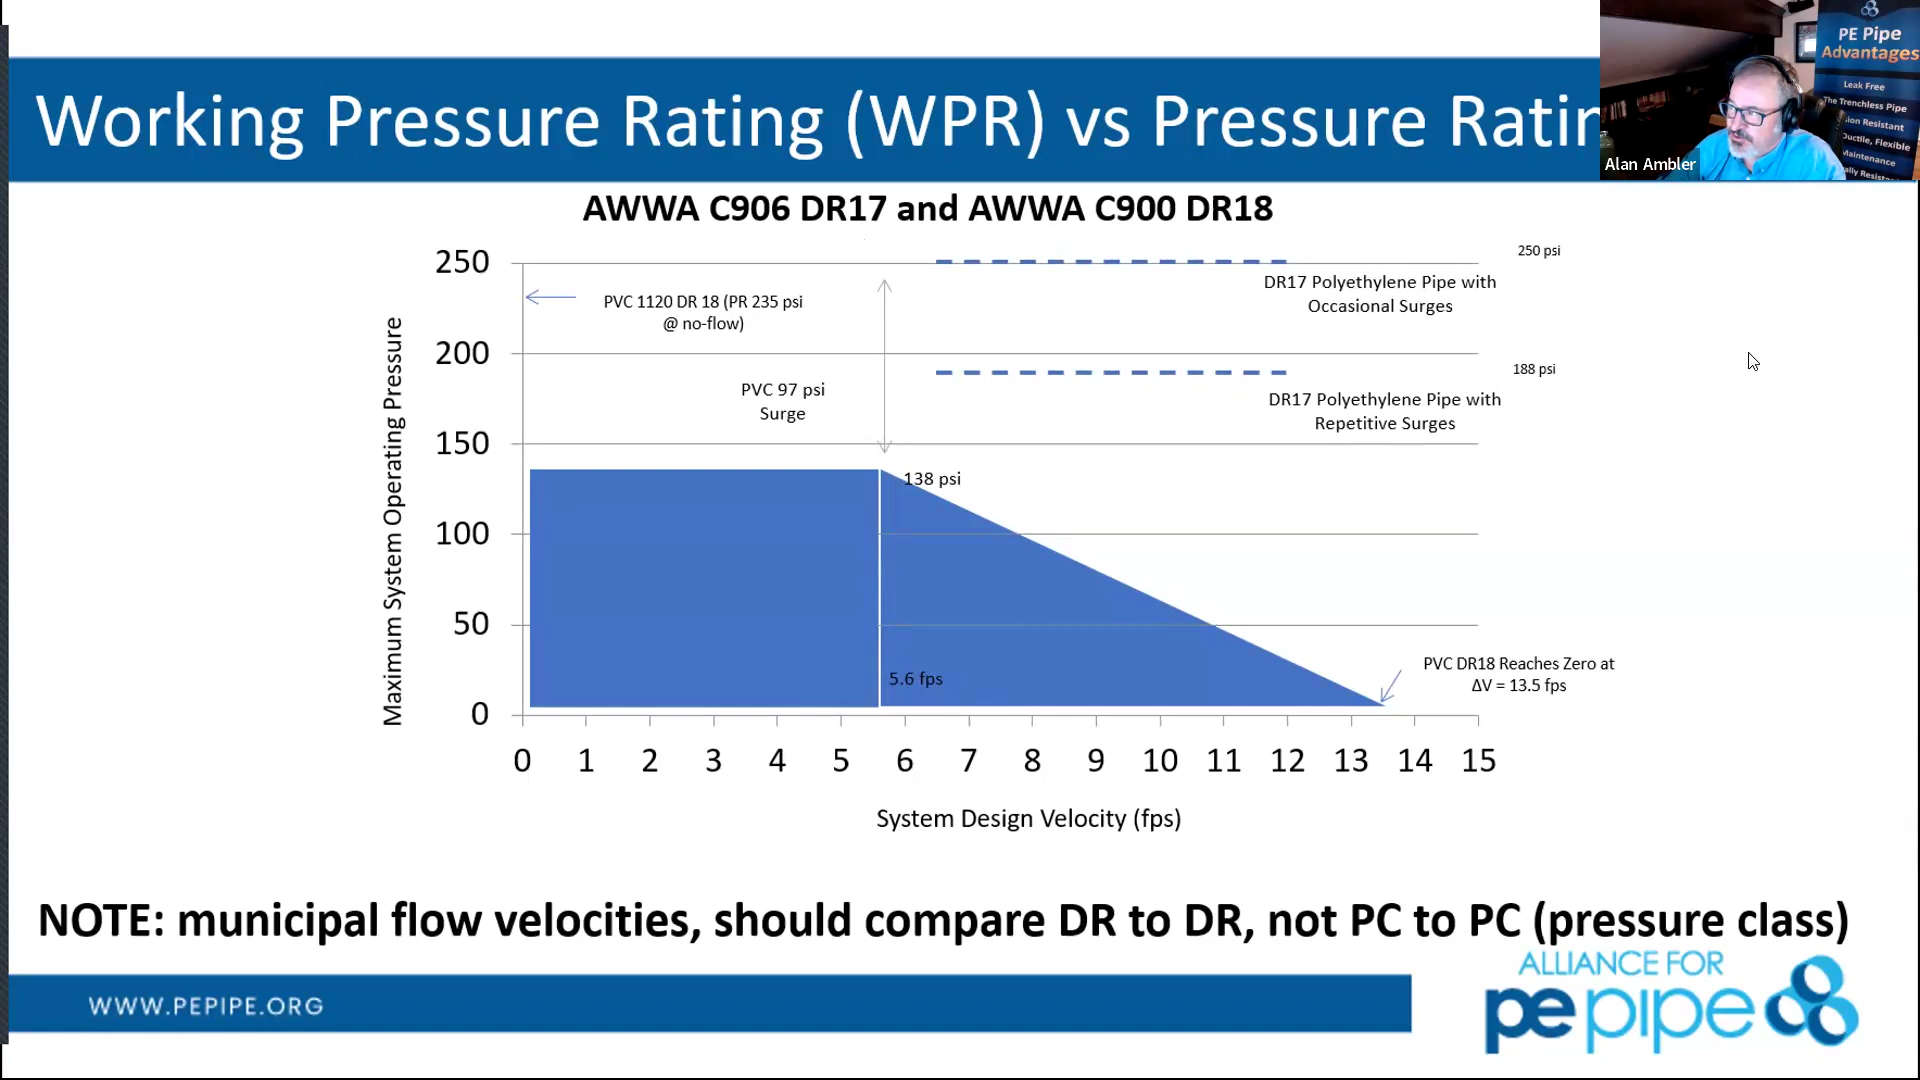 PE Pipe
Advantages
Leak Free
The Trenchless Pipe
sion Resistant
Ductile, Flexible
Maintenance
Alan Ambler
Working Pressure Rating (WPR) vs Pressure Ratin
AWWA C906 DR17 and AWWA C900 DR18
250
200
150
100
50
0
Maximum System Operating Pressure
PVC 1120 DR 18 (PR 235 psi
@ no-flow)
PVC 97 psi
Surge
250 psi
DR17 Polyethylene Pipe with
Occasional Surges
188 psi
DR17 Polyethylene Pipe with
Repetitive Surges
138 psi
5.6 fps
PVC DR18 Reaches Zero at
ΔV = 13.5 fps
0 1 2 3 4 5 6 7 8 9 10 11 12 13 14 15
System Design Velocity (fps)
NOTE: municipal flow velocities, should compare DR to DR, not PC to PC (pressure class)
WWW.PEPIPE.ORG
ALLIANCE FOR
pepipe